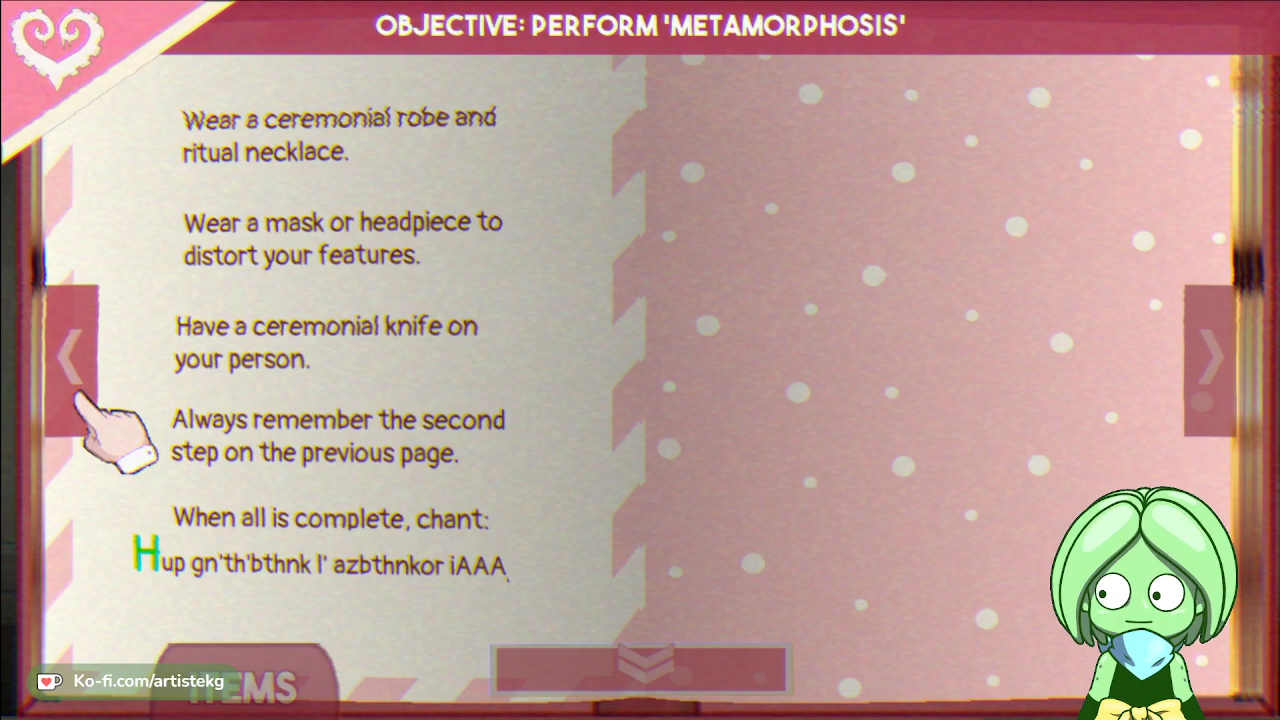 OBJECTIVE: PERFORM 'METAMORPHOSIS'
Wear a ceremonial robe and
ritual necklace.
Wear a mask or headpiece to
distort your features.
Have a ceremonial knife on
your person.
Always remember the second
step on the previous page.
When all is complete, chant:
Hup gn'th'bthnk l' azbthnkor iAAA
ITEMS
Ko-fi.com/artistekg